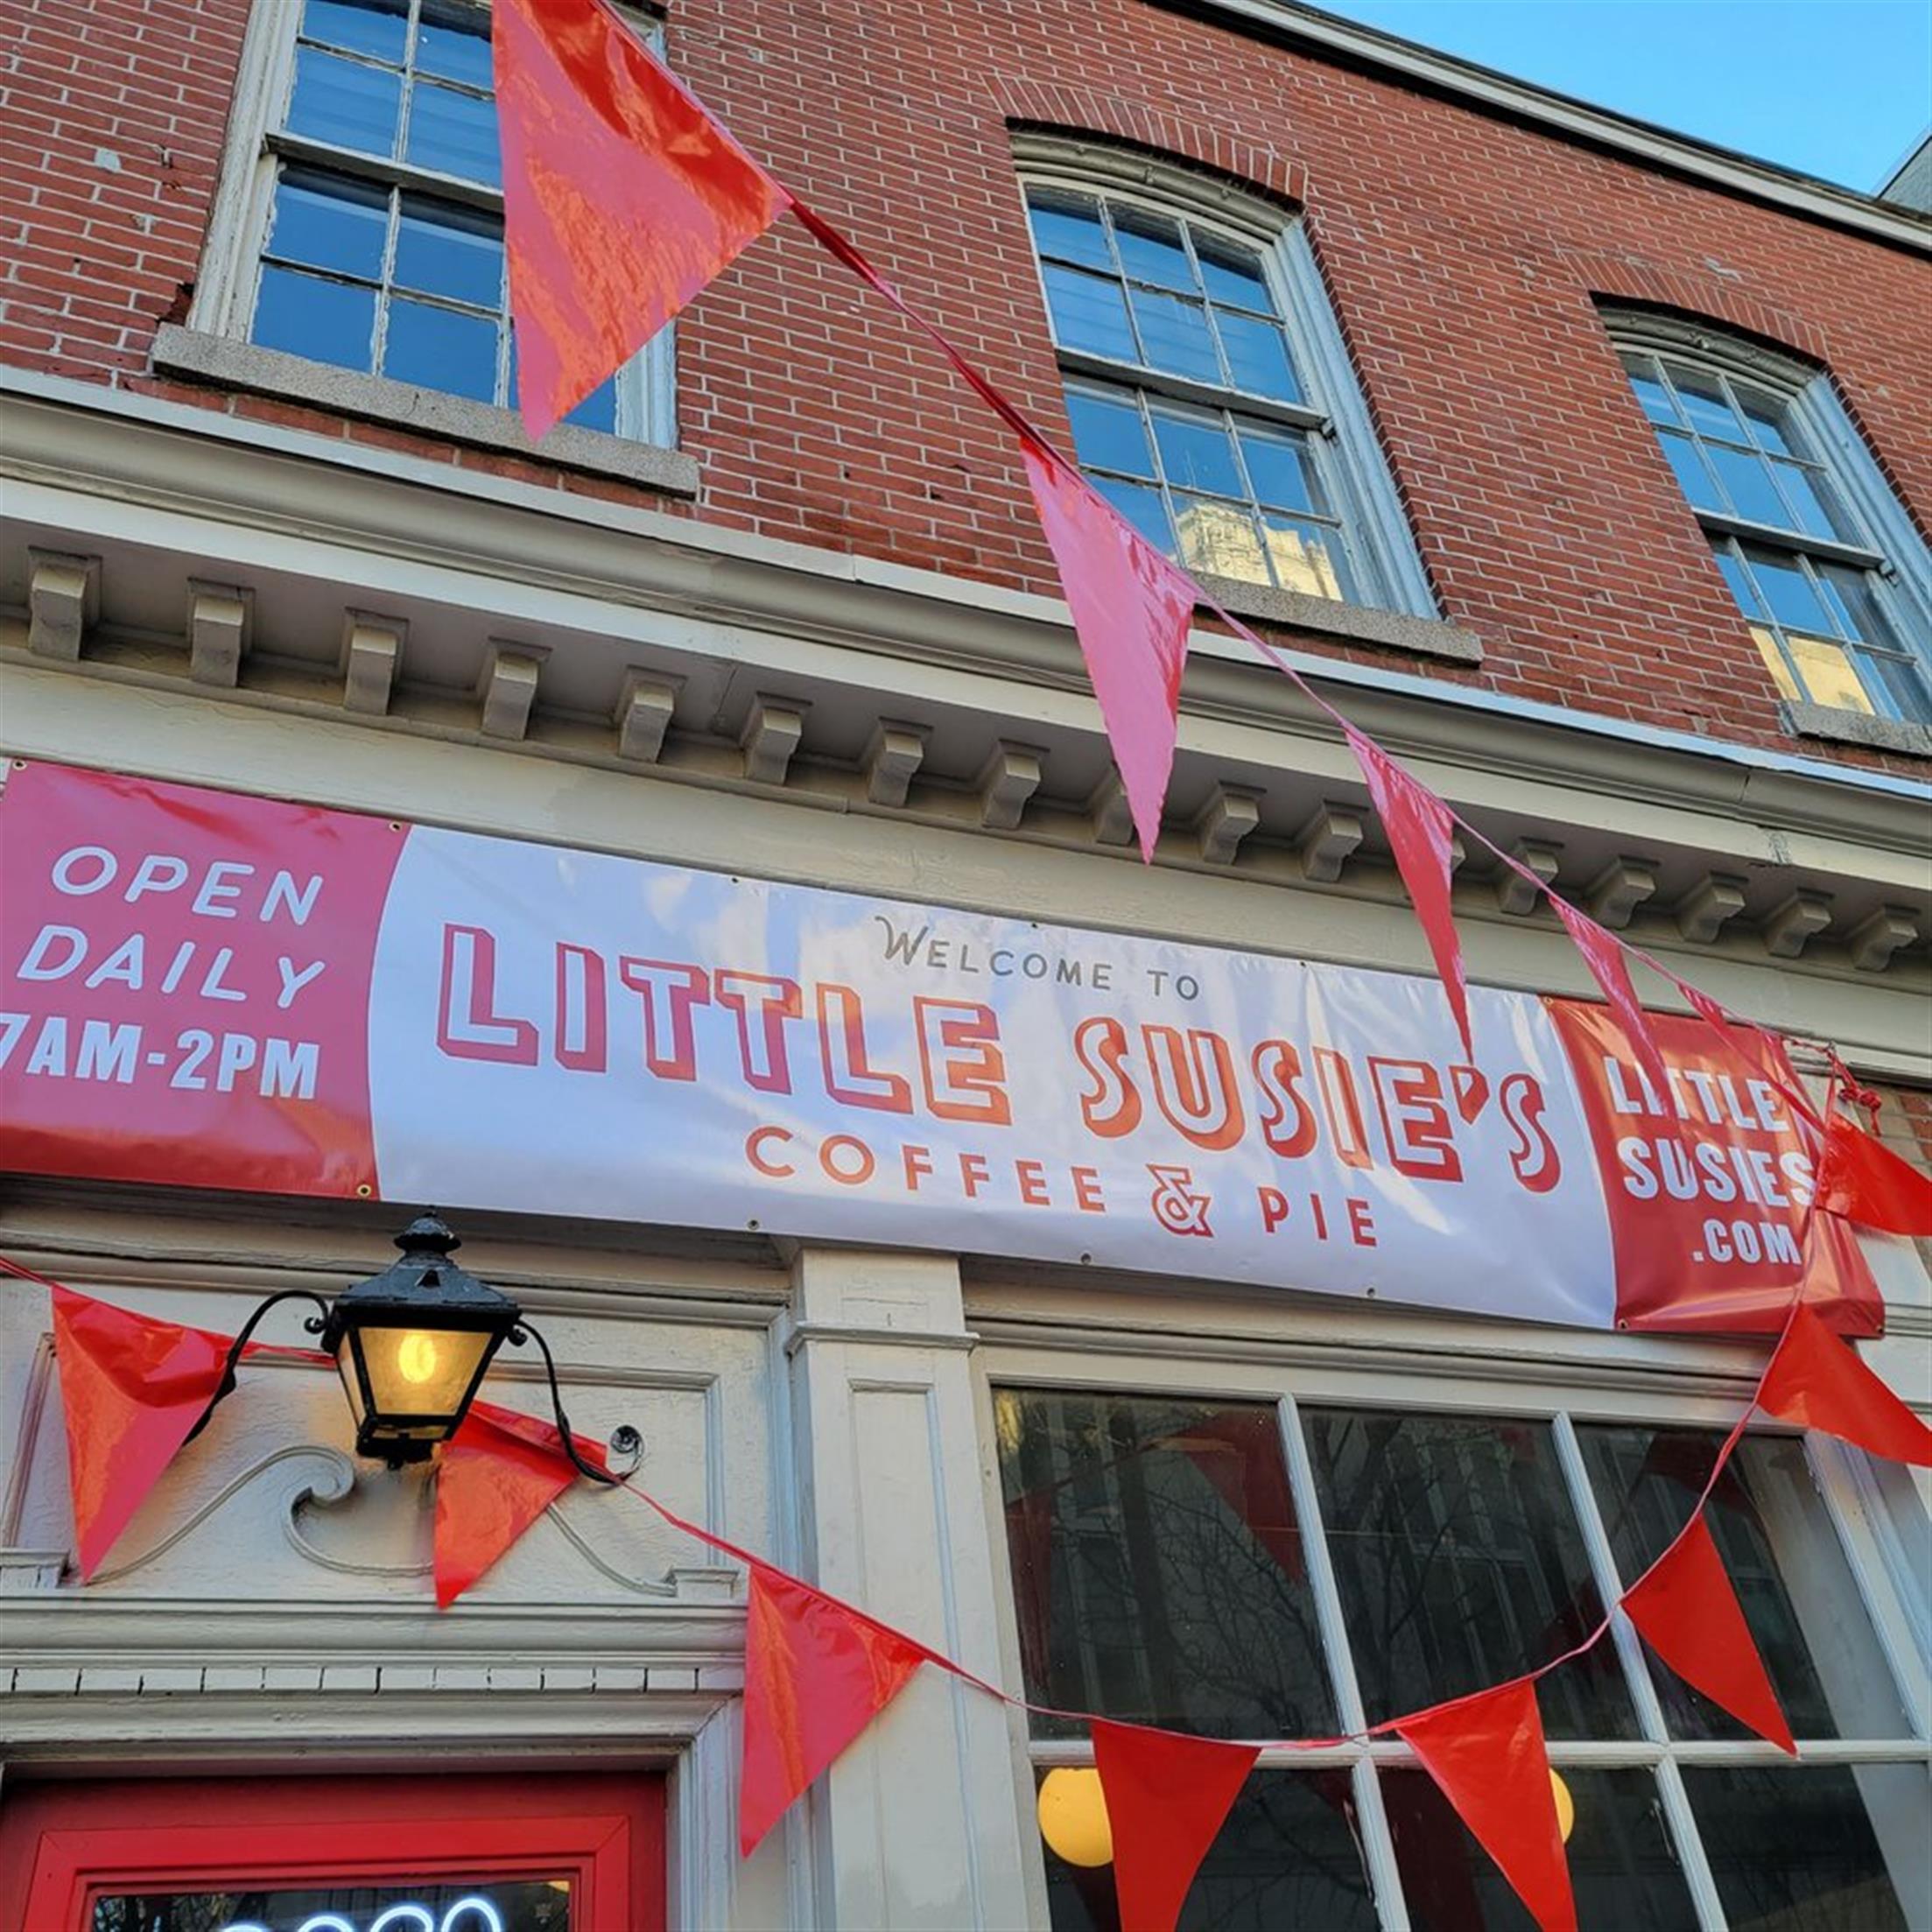 OPEN
DAILY
7AM-2PM
WELCOME TO
LITTLE SUSIE'S
COFFEE & PIE
LITTLE
SUSIES
.COM